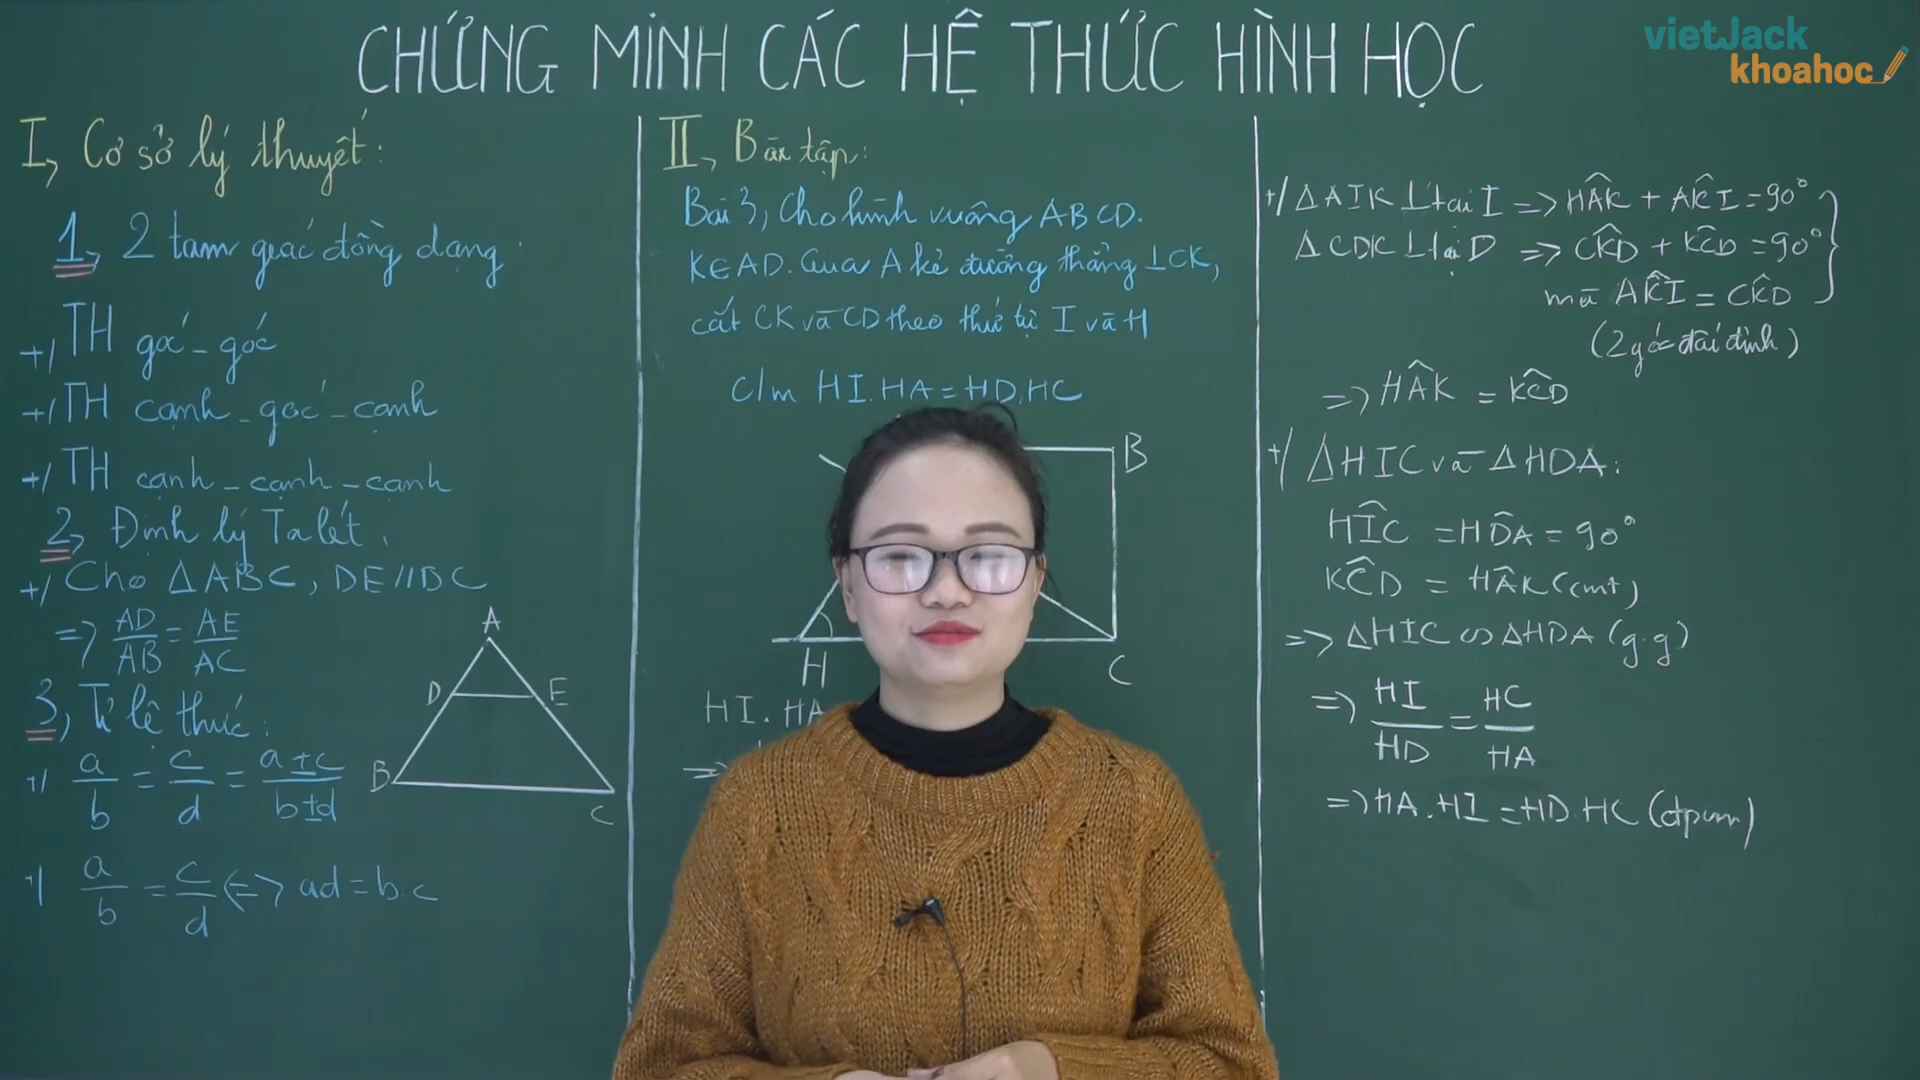 CHỨNG MINH CÁC HỆ THỨC HÌNH HỌC
vietJack
khoahoc
I, Cơ sở lý thuyết:
1, 2 tam giác đồng dạng:
+/ TH góc - góc
+/ TH cạnh - góc - cạnh
+/ TH cạnh - cạnh - cạnh
2, Định lý Ta lét.
+/ Cho ΔABC, DE//BC
=> AD/AB = AE/AC
A
D E
B C
3, Tỉ lệ thức:
+/ a/b = c/d = a±c/b±d
+/ a/b = c/d <=> ad = b.c
II, Bài tập:
Bài 3, Cho hình vuông ABCD.
K∈AD. Qua A kẻ đường thẳng ⊥CK,
cắt CK và CD theo thứ tự I và H
C/m HI.HA = HD.HC
B
H C
HI.HA
=>
+/ ΔAIK ⊥ tại I => HÂK + AK̂I = 90°
ΔCDK ⊥ tại D => CK̂D + KĈD = 90°
mà AK̂I = CK̂D
(2 góc đối đỉnh)
=> HÂK = KĈD
+/ ΔHIC và ΔHDA:
HÎC = HD̂A = 90°
KĈD = HÂK (cmt)
=> ΔHIC ∽ ΔHDA (g.g)
=> HI/HD = HC/HA
=> HA.HI = HD.HC (đpcm)